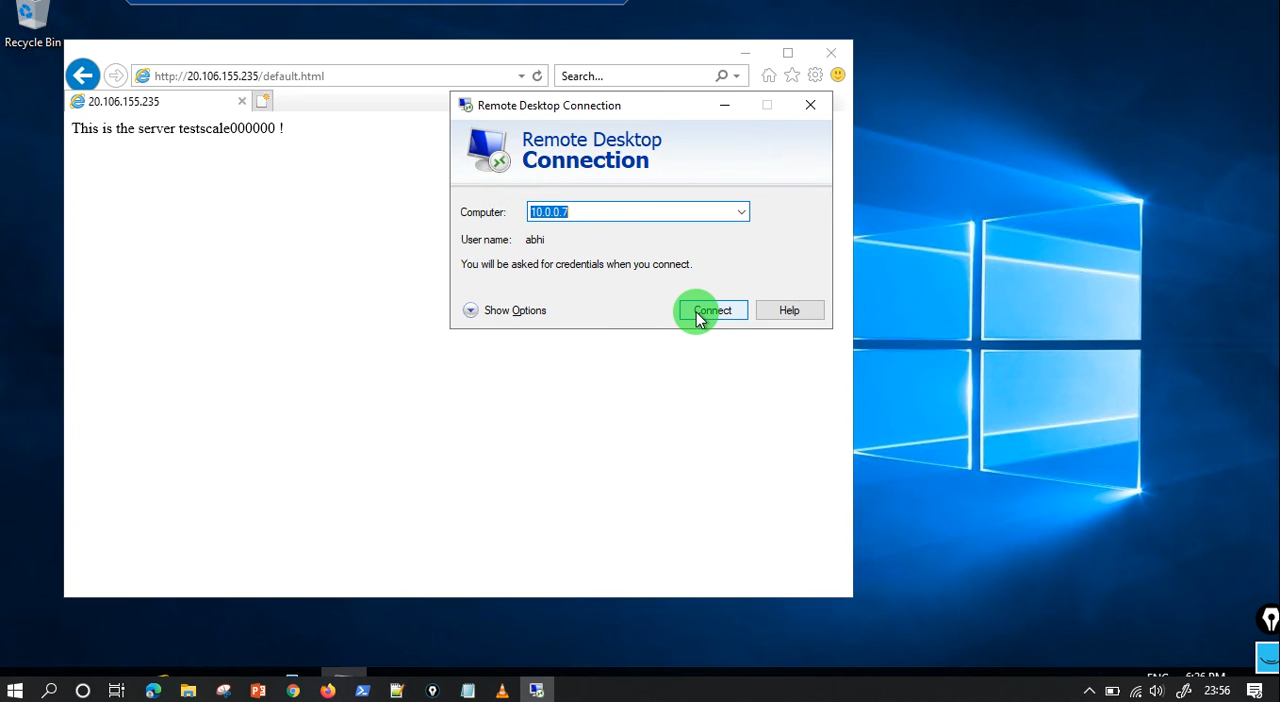 Recycle Bin
http://20.106.155.235/default.html
Search...
20.106.155.235
This is the server testscale000000 !
Remote Desktop Connection
Remote Desktop
Connection
Computer:
10.0.0.7
User name:
abhi
You will be asked for credentials when you connect.
Show Options
Connect
Help
23:56